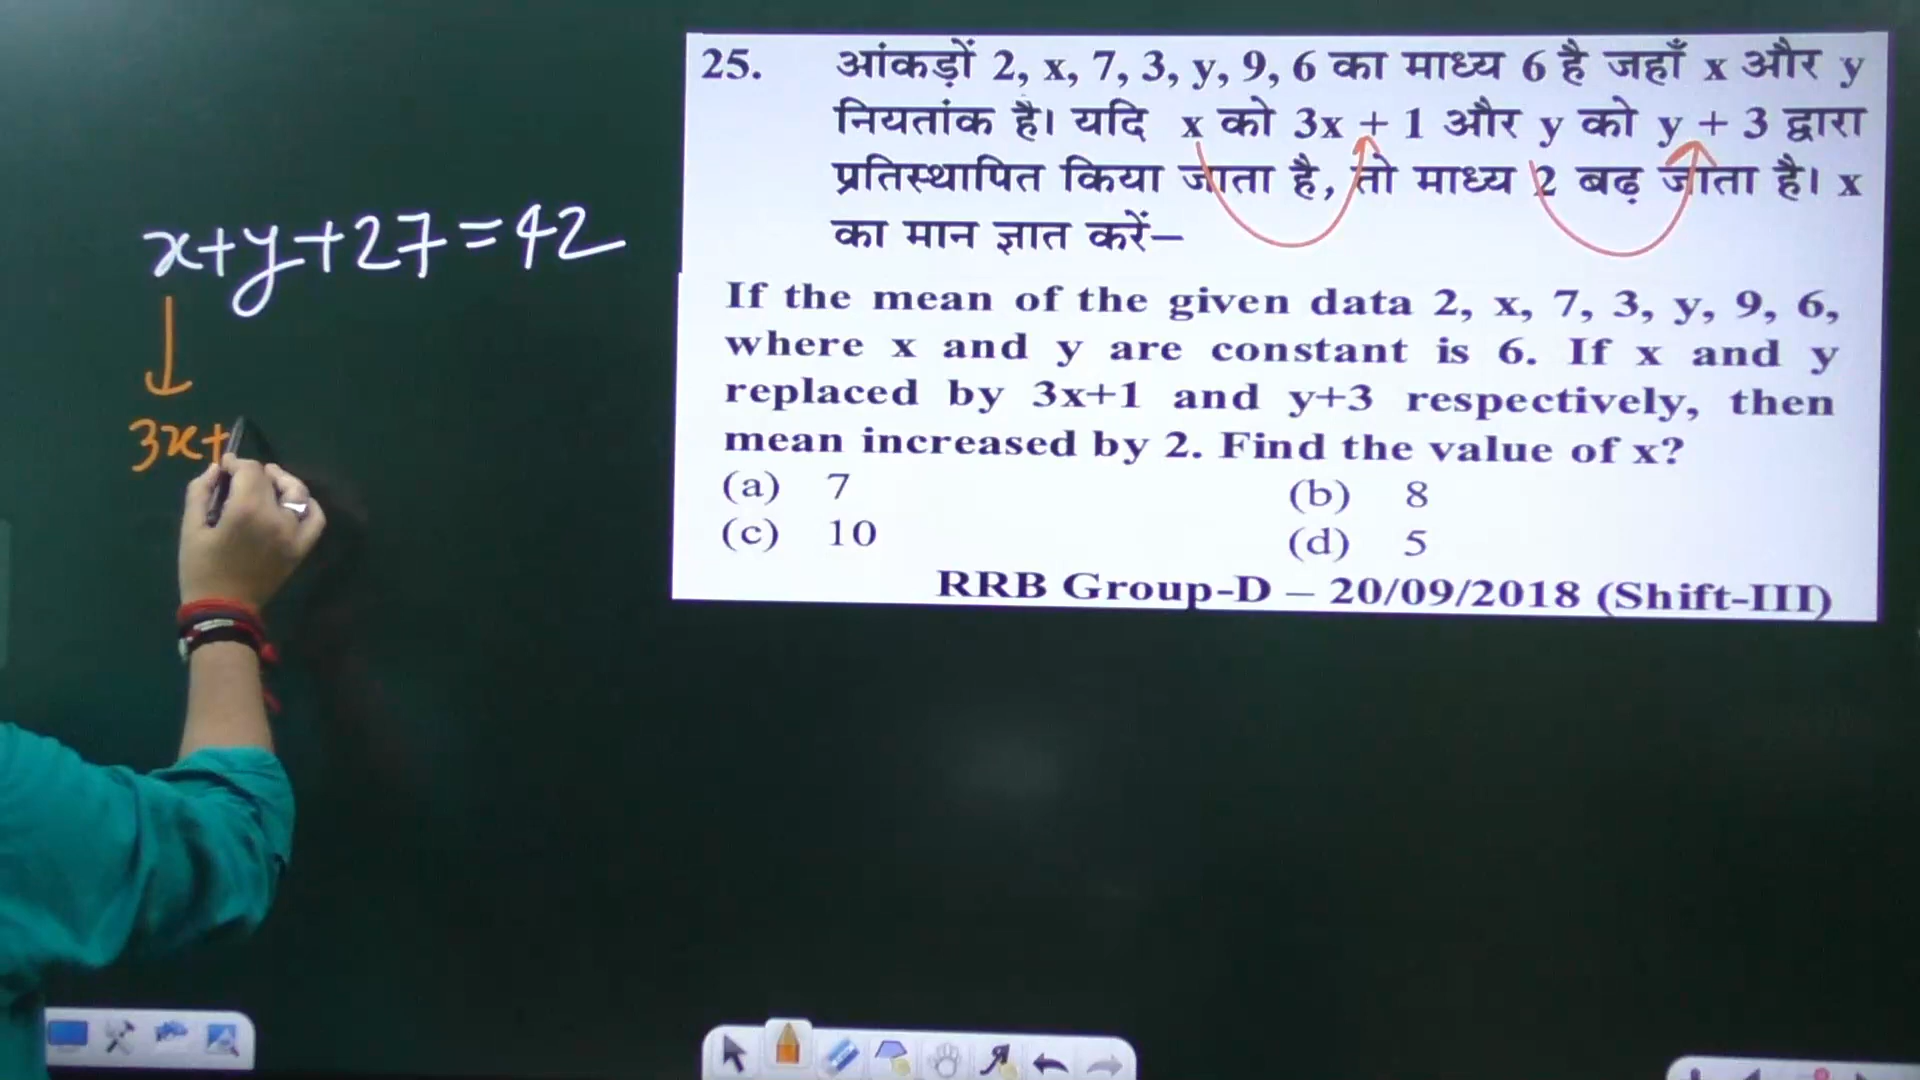 x+y+27=42
3x+
25. आंकड़ों 2, x, 7, 3, y, 9, 6 का माध्य 6 है जहाँ x और y
नियतांक है। यदि x को 3x + 1 और y को y + 3 द्वारा
प्रतिस्थापित किया जाता है, तो माध्य 2 बढ़ जाता है। x
का मान ज्ञात करें–
If the mean of the given data 2, x, 7, 3, y, 9, 6,
where x and y are constant is 6. If x and y
replaced by 3x+1 and y+3 respectively, then
mean increased by 2. Find the value of x?
(a) 7 (b) 8
(c) 10 (d) 5
RRB Group-D – 20/09/2018 (Shift-III)